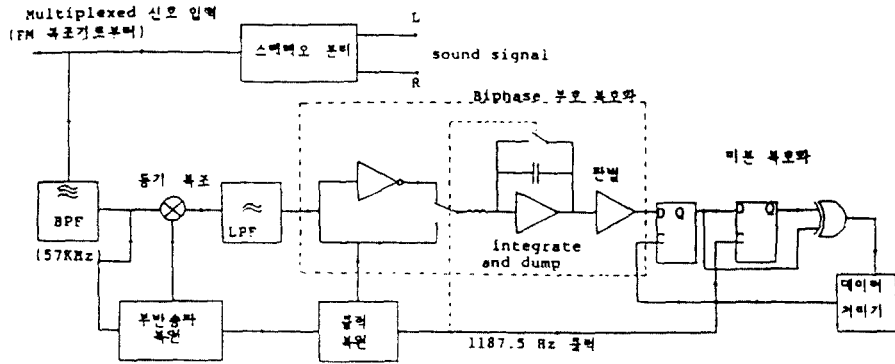 Multiplexed 신호 입력
(FM 복조기로부터)
L
스테레오 분리
sound signal
R
Biphase 부호 복호화
동기 복조
판별
미분 복호화
BPF
LPF
D Q
Q
(57KHz)
integrate
and dump
데이터
처리기
부반송파
복원
클럭
복원
1187.5 Hz 클럭